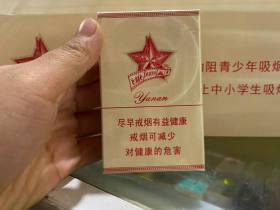 Yanan
尽早戒烟有益健康
戒烟可减少
对健康的危害
阻青少年吸烟
上中小学生吸烟